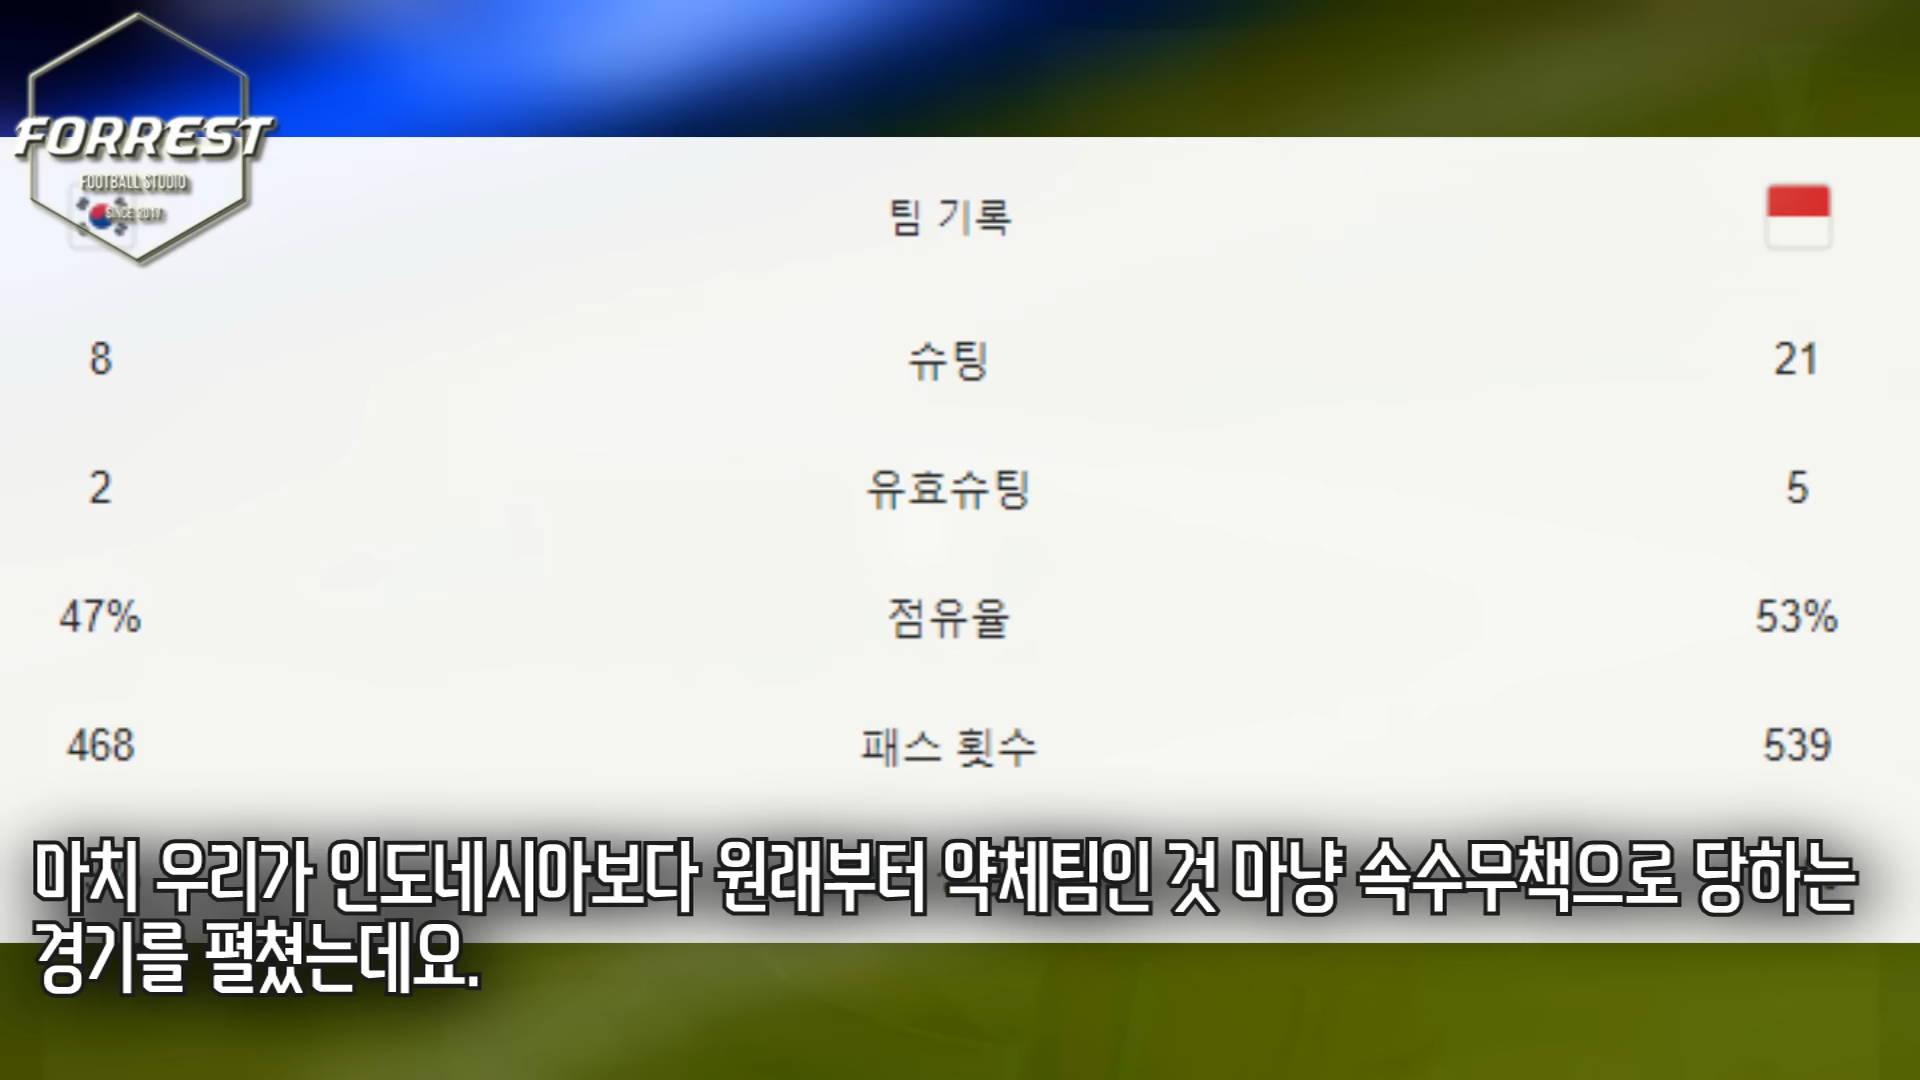 FORREST
FOOTBALL STUDIO
SINCE 2017
팀 기록
8 슈팅 21
2 유효슈팅 5
47% 점유율 53%
468 패스 횟수 539
마치 우리가 인도네시아보다 원래부터 약체팀인 것 마냥 속수무책으로 당하는
경기를 펼쳤는데요.